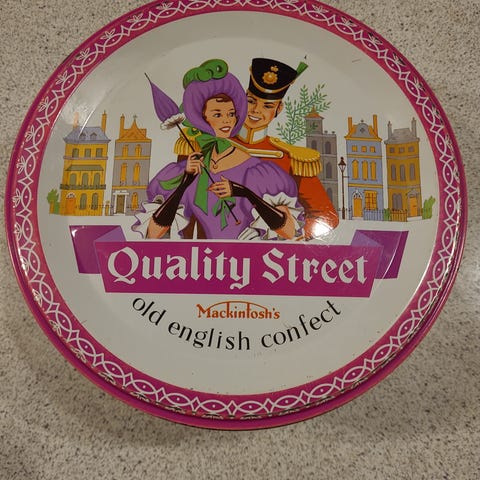 Quality Street
Mackintosh's
old english confect